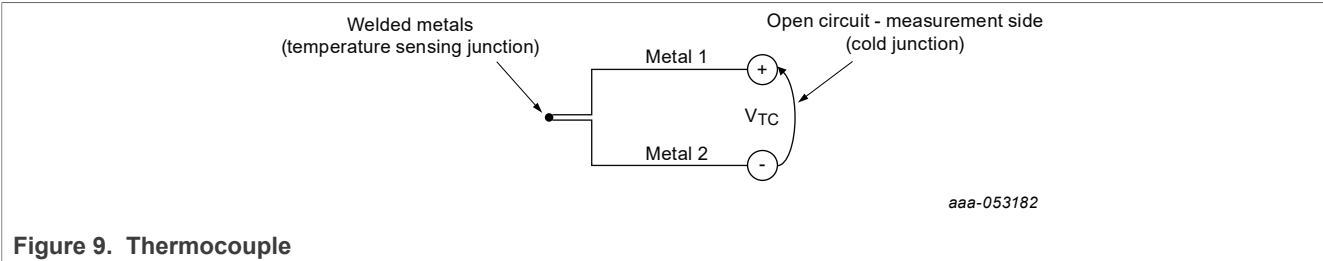 Welded metals
(temperature sensing junction)
Open circuit - measurement side
(cold junction)
Metal 1
+
VTC
Metal 2
-
aaa-053182
Figure 9. Thermocouple